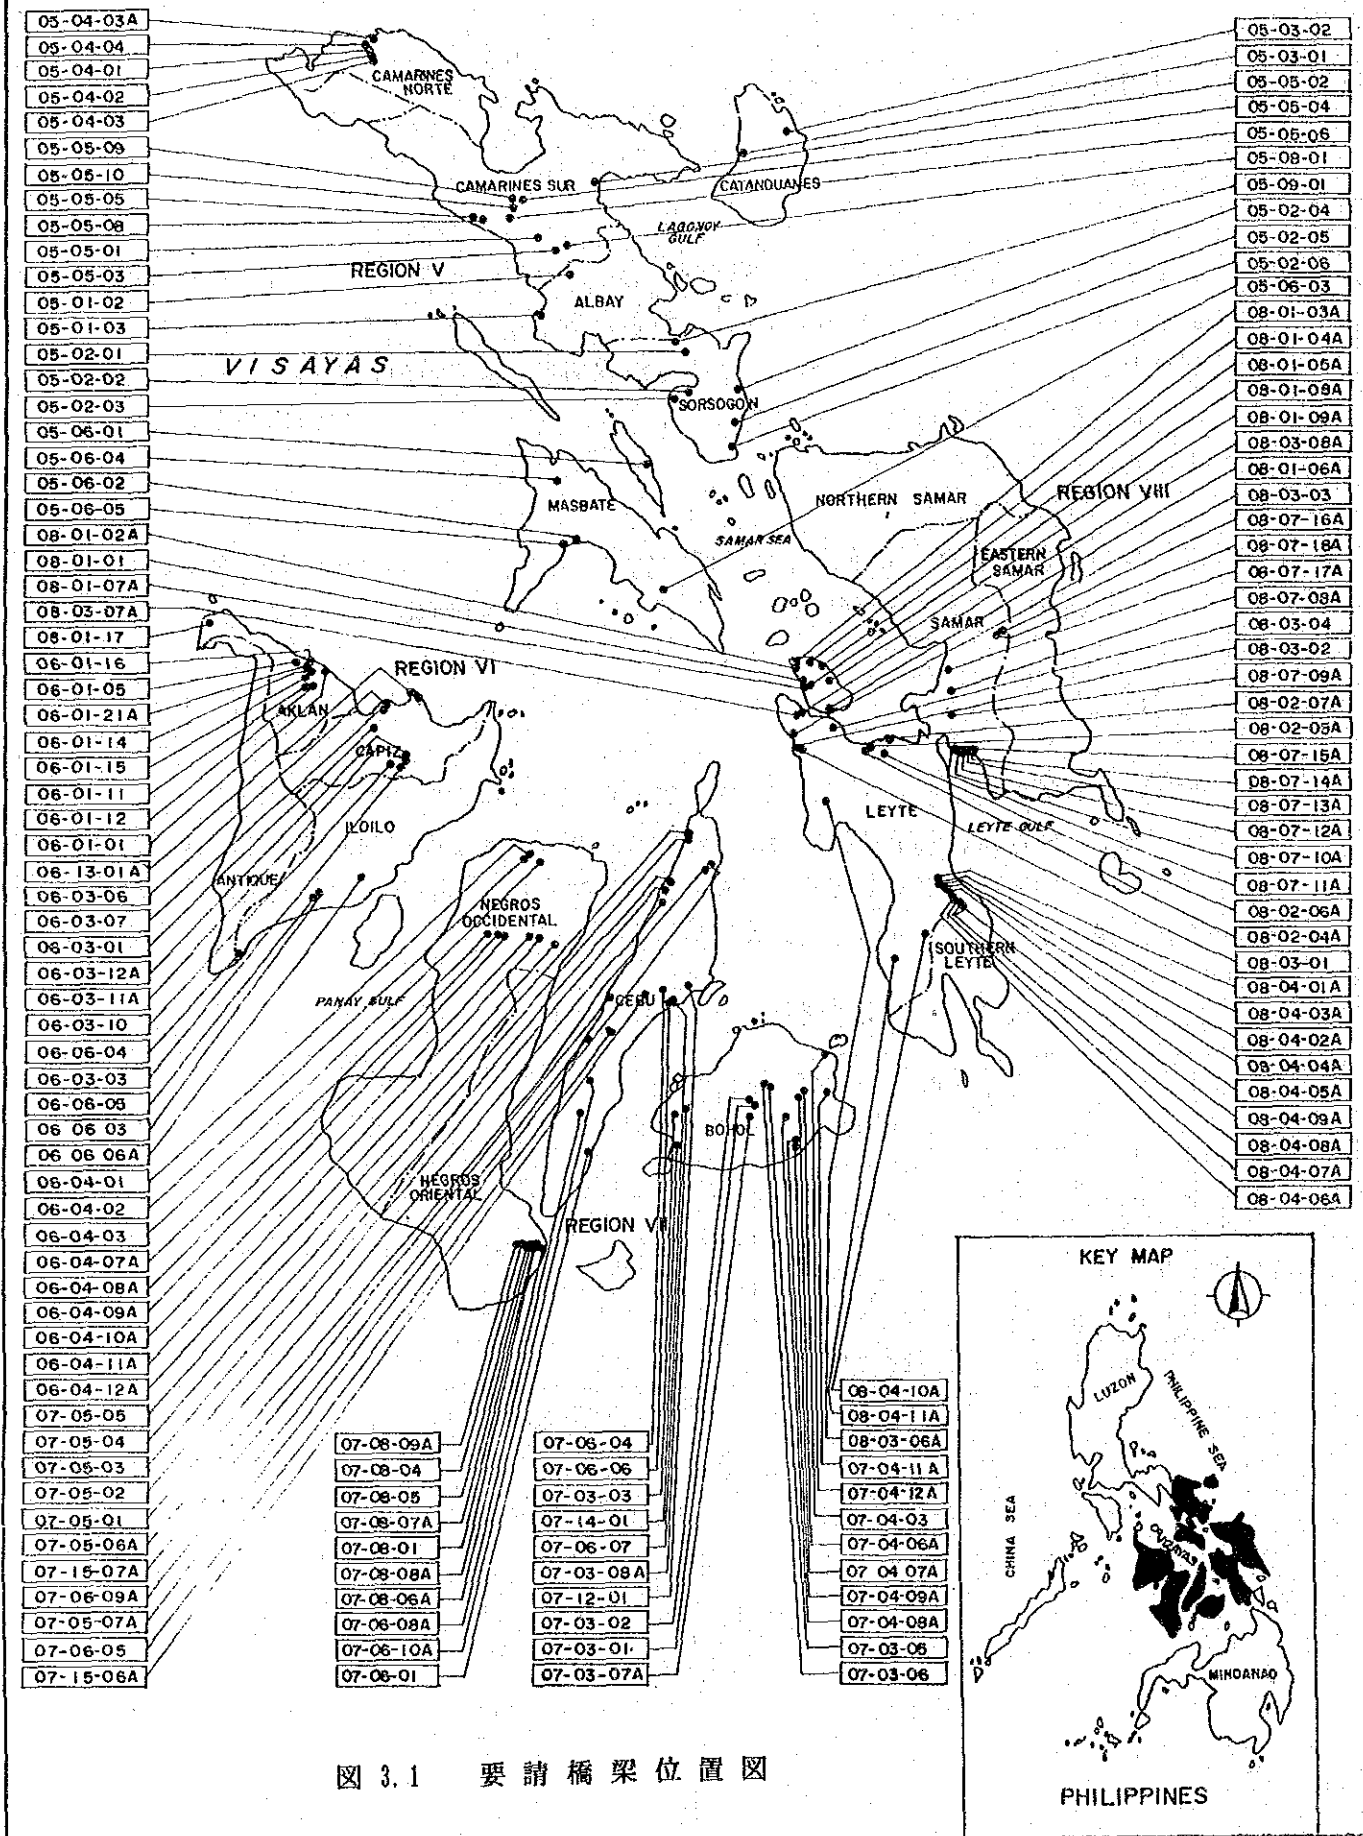 05-04-03A
05-04-04
05-04-01
05-04-02
05-04-03
05-05-09
05-05-10
05-05-05
05-05-08
05-05-01
05-05-03
05-01-02
05-01-03
05-02-01
05-02-02
05-02-03
05-06-01
05-06-04
05-06-02
05-06-05
08-01-02A
08-01-01
08-01-07A
08-03-07A
06-01-17
06-01-16
06-01-05
06-01-21A
06-01-14
06-01-15
06-01-11
06-01-12
06-01-01
06-13-01A
06-03-06
06-03-07
06-03-01
06-03-12A
06-03-11A
06-03-10
06-06-04
06-03-03
06-06-05
06 06 03
06 06 06A
06-04-01
06-04-02
06-04-03
06-04-07A
06-04-08A
06-04-09A
06-04-10A
06-04-11A
06-04-12A
07-05-05
07-05-04
07-05-03
07-05-02
07-05-01
07-05-06A
07-15-07A
07-06-09A
07-05-07A
07-06-05
07-15-06A
CAMARINES
NORTE
CAMARINES SUR
CATANDUANES
LAGONOY
GULF
REGION V
ALBAY
VISAYAS
SORSOGON
MASBATE
SAMAR SEA
NORTHERN SAMAR
REGION VIII
EASTERN
SAMAR
SAMAR
REGION VI
AKLAN
CAPIZ
ILOILO
ANTIQUE
NEGROS
OCCIDENTAL
PANAY GULF
CEBU
LEYTE
LEYTE GULF
SOUTHERN
LEYTE
BOHOL
NEGROS
ORIENTAL
REGION VII
05-03-02
05-03-01
05-05-02
05-05-04
05-05-06
05-08-01
05-09-01
05-02-04
05-02-05
05-02-06
05-06-03
08-01-03A
08-01-04A
08-01-05A
08-01-08A
08-01-09A
08-03-08A
08-01-06A
08-03-03
08-07-16A
08-07-18A
08-07-17A
08-07-08A
08-03-04
08-03-02
08-07-09A
08-02-07A
08-02-05A
08-07-15A
08-07-14A
08-07-13A
08-07-12A
08-07-10A
08-07-11A
08-02-06A
08-02-04A
08-03-01
08-04-01A
08-04-03A
08-04-02A
08-04-04A
08-04-05A
08-04-09A
08-04-08A
08-04-07A
08-04-06A
07-08-09A
07-08-04
07-08-05
07-08-07A
07-08-01
07-08-08A
07-08-06A
07-06-08A
07-06-10A
07-06-01
07-06-04
07-06-06
07-03-03
07-14-01
07-06-07
07-03-08A
07-12-01
07-03-02
07-03-01
07-03-07A
08-04-10A
08-04-11A
08-03-06A
07-04-11A
07-04-12A
07-04-03
07-04-06A
07 04 07A
07-04-09A
07-04-08A
07-03-05
07-03-06
KEY MAP
LUZON
PHILIPPINE SEA
CHINA SEA
MINDANAO
PHILIPPINES
図 3.1 要請橋梁位置図